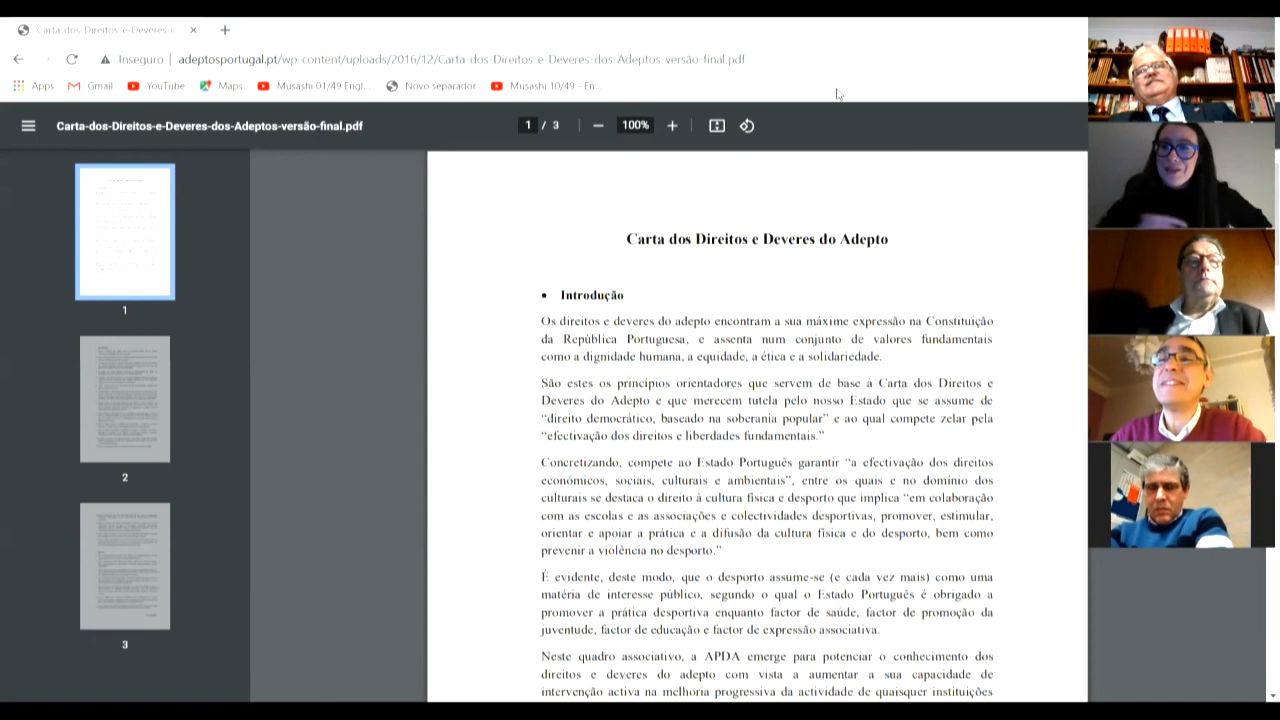 Carta-dos-Direitos-e-Deveres
Inseguro | adeptosportugal.pt/wp-content/uploads/2016/12/Carta-dos-Direitos-e-Deveres-dos-Adeptos-versão-final.pdf
Apps Gmail YouTube Maps Musashi 01/49 Engl... Novo separador Musashi 10/49 - En...
Carta-dos-Direitos-e-Deveres-dos-Adeptos-versão-final.pdf 1 / 3 100%
Carta dos Direitos e Deveres do Adepto
• Introdução
Os direitos e deveres do adepto encontram a sua máxime expressão na Constituição
da República Portuguesa, e assenta num conjunto de valores fundamentais
como a dignidade humana, a equidade, a ética e a solidariedade.
São estes os princípios orientadores que servem de base à Carta dos Direitos e
Deveres do Adepto e que merecem tutela pelo nosso Estado que se assume de
“direito democrático, baseado na soberania popular” e ao qual compete zelar pela
“efectivação dos direitos e liberdades fundamentais.”
Concretizando, compete ao Estado Português garantir “a efectivação dos direitos
económicos, sociais, culturais e ambientais”, entre os quais e no domínio dos
culturais se destaca o direito à cultura física e desporto que implica “em colaboração
com as escolas e as associações e colectividades desportivas, promover, estimular,
orientar e apoiar a prática e a difusão da cultura física e do desporto, bem como
prevenir a violência no desporto.”
É evidente, deste modo, que o desporto assume-se (e cada vez mais) como uma
matéria de interesse público, segundo o qual o Estado Português é obrigado a
promover a prática desportiva enquanto factor de saúde, factor de promoção da
juventude, factor de educação e factor de expressão associativa.
Neste quadro associativo, a APDA emerge para potenciar o conhecimento dos
direitos e deveres do adepto com vista a aumentar a sua capacidade de
intervenção activa na melhoria progressiva da actividade de quaisquer instituições
1
2
3